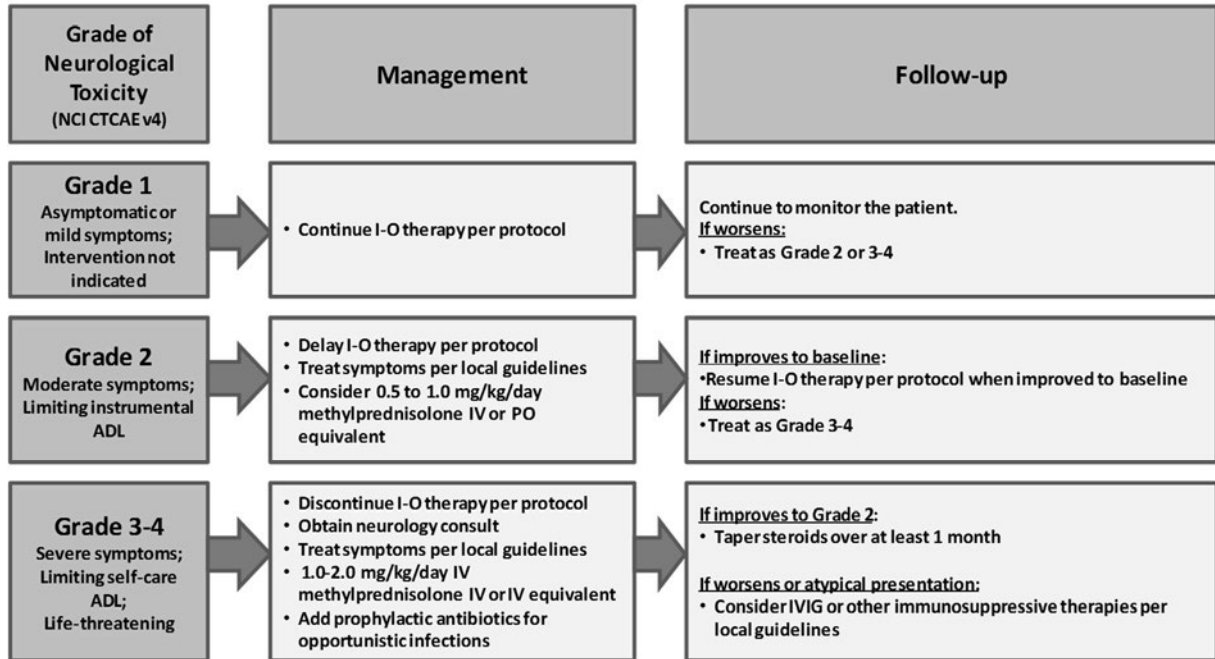 Grade of
Neurological
Toxicity
(NCI CTCAE v4)
Management
Follow-up
Grade 1
Asymptomatic or
mild symptoms;
Intervention not
indicated
• Continue I-O therapy per protocol
Continue to monitor the patient.
If worsens:
• Treat as Grade 2 or 3-4
Grade 2
Moderate symptoms;
Limiting instrumental
ADL
• Delay I-O therapy per protocol
• Treat symptoms per local guidelines
• Consider 0.5 to 1.0 mg/kg/day
methylprednisolone IV or PO
equivalent
If improves to baseline:
•Resume I-O therapy per protocol when improved to baseline
If worsens:
•Treat as Grade 3-4
Grade 3-4
Severe symptoms;
Limiting self-care
ADL;
Life-threatening
• Discontinue I-O therapy per protocol
• Obtain neurology consult
• Treat symptoms per local guidelines
• 1.0-2.0 mg/kg/day IV
methylprednisolone IV or IV equivalent
• Add prophylactic antibiotics for
opportunistic infections
If improves to Grade 2:
• Taper steroids over at least 1 month
If worsens or atypical presentation:
• Consider IVIG or other immunosuppressive therapies per
local guidelines